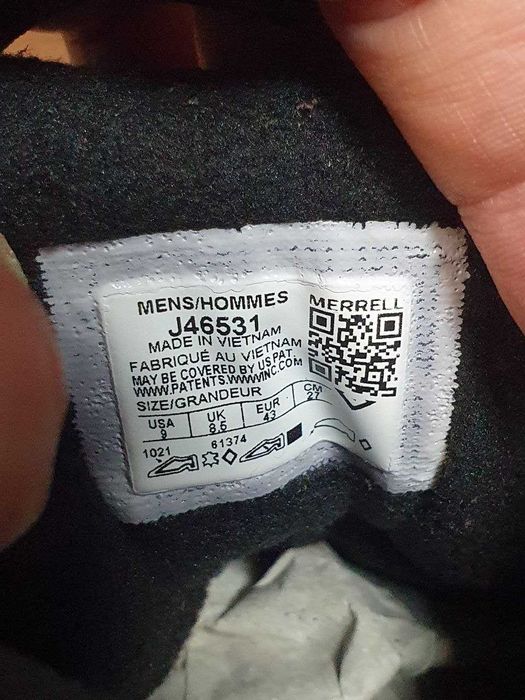 MENS/HOMMES
MERRELL
J46531
MADE IN VIETNAM
FABRIQUÉ AU VIETNAM
MAY BE COVERED BY US PAT.
WWW.PATENTS.WWWINC.COM
SIZE/GRANDEUR
USA UK EUR CM
9 8.5 43 27
1021 61374